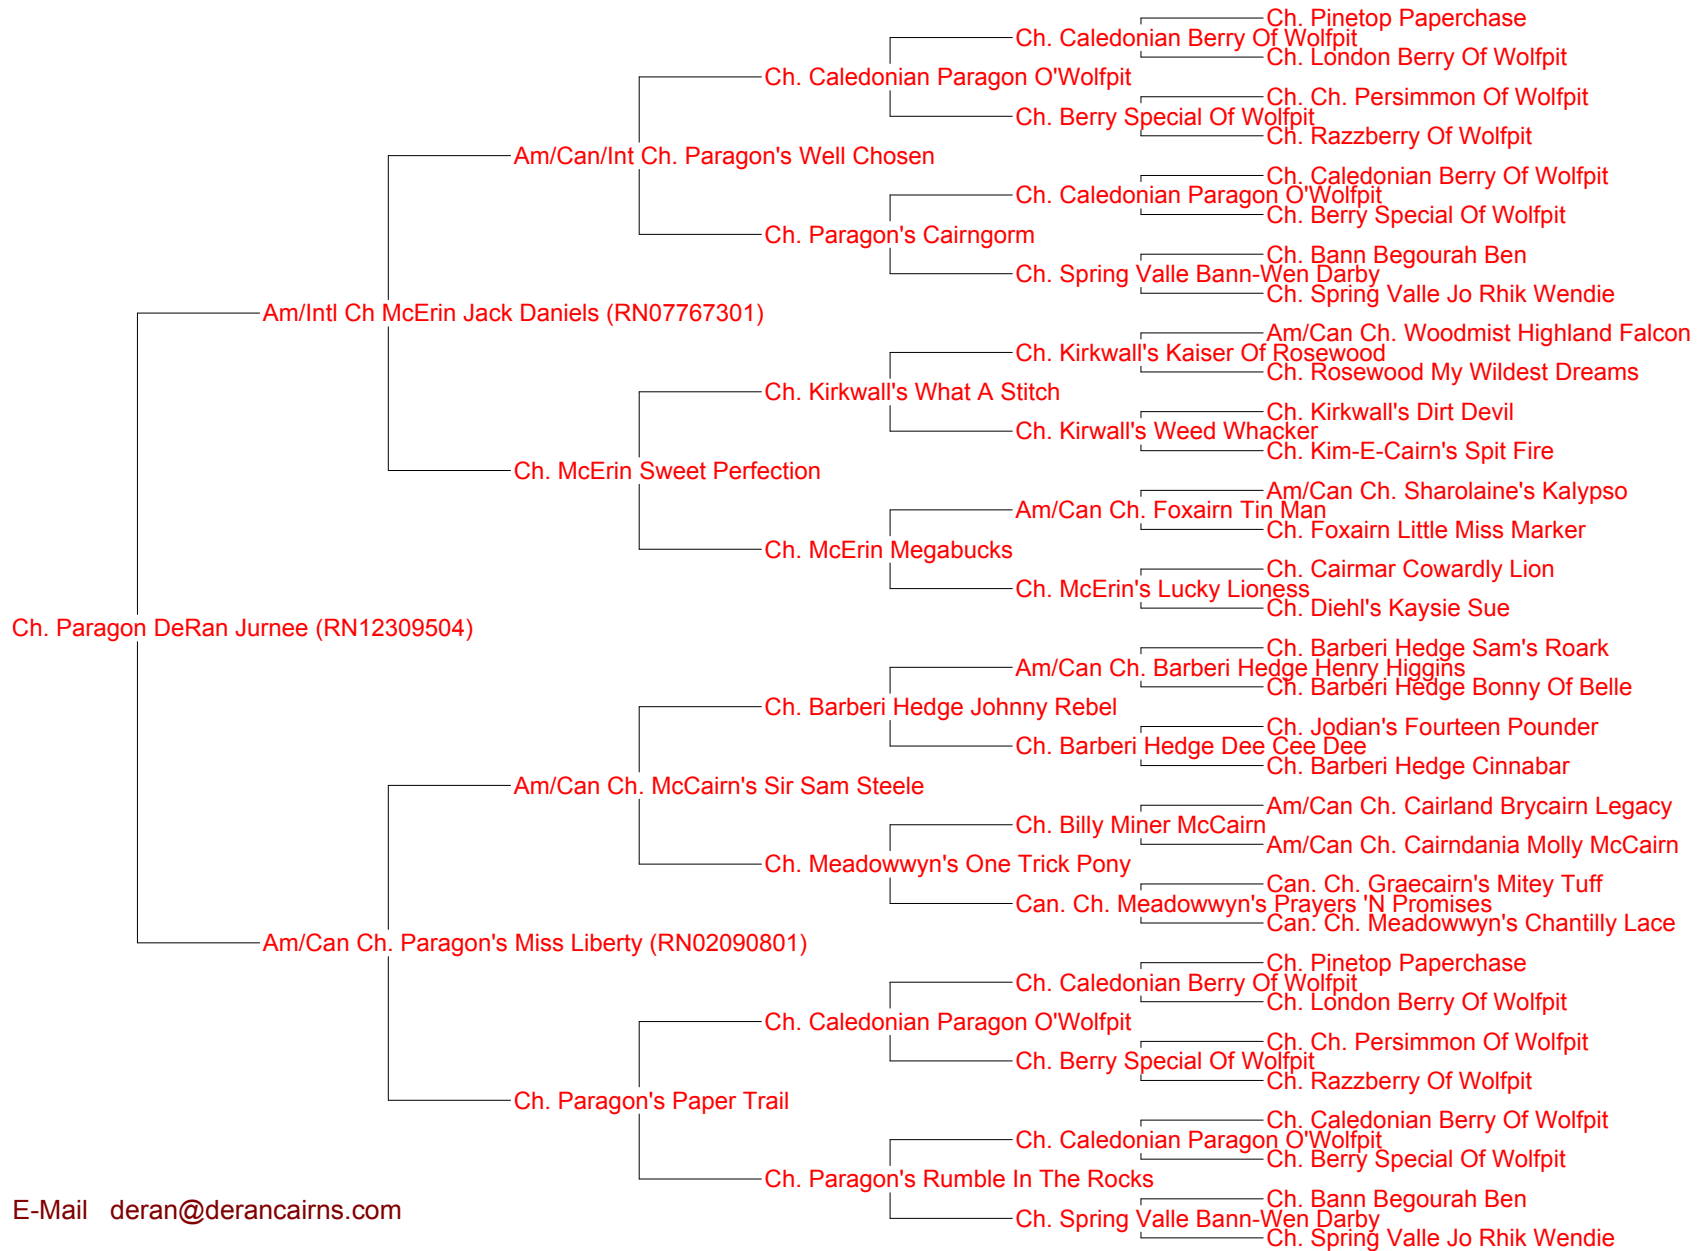 Ch. Pinetop Paperchase
Ch. Caledonian Berry Of Wolfpit
Ch. London Berry Of Wolfpit
Ch. Caledonian Paragon O'Wolfpit
Ch. Ch. Persimmon Of Wolfpit
Ch. Berry Special Of Wolfpit
Ch. Razzberry Of Wolfpit
Am/Can/Int Ch. Paragon's Well Chosen
Ch. Caledonian Berry Of Wolfpit
Ch. Caledonian Paragon O'Wolfpit
Ch. Berry Special Of Wolfpit
Ch. Paragon's Cairngorm
Ch. Bann Begourah Ben
Ch. Spring Valle Bann-Wen Darby
Ch. Spring Valle Jo Rhik Wendie
Am/Intl Ch McErin Jack Daniels (RN07767301)
Am/Can Ch. Woodmist Highland Falcon
Ch. Kirkwall's Kaiser Of Rosewood
Ch. Rosewood My Wildest Dreams
Ch. Kirkwall's What A Stitch
Ch. Kirkwall's Dirt Devil
Ch. Kirwall's Weed Whacker
Ch. Kim-E-Cairn's Spit Fire
Ch. McErin Sweet Perfection
Am/Can Ch. Sharolaine's Kalypso
Am/Can Ch. Foxairn Tin Man
Ch. Foxairn Little Miss Marker
Ch. McErin Megabucks
Ch. Cairmar Cowardly Lion
Ch. McErin's Lucky Lioness
Ch. Diehl's Kaysie Sue
Ch. Paragon DeRan Jurnee (RN12309504)
Ch. Barberi Hedge Sam's Roark
Am/Can Ch. Barberi Hedge Henry Higgins
Ch. Barberi Hedge Bonny Of Belle
Ch. Barberi Hedge Johnny Rebel
Ch. Jodian's Fourteen Pounder
Ch. Barberi Hedge Dee Cee Dee
Ch. Barberi Hedge Cinnabar
Am/Can Ch. McCairn's Sir Sam Steele
Am/Can Ch. Cairland Brycairn Legacy
Ch. Billy Miner McCairn
Am/Can Ch. Cairndania Molly McCairn
Ch. Meadowwyn's One Trick Pony
Can. Ch. Graecairn's Mitey Tuff
Can. Ch. Meadowwyn's Prayers 'N Promises
Can. Ch. Meadowwyn's Chantilly Lace
Am/Can Ch. Paragon's Miss Liberty (RN02090801)
Ch. Pinetop Paperchase
Ch. Caledonian Berry Of Wolfpit
Ch. London Berry Of Wolfpit
Ch. Caledonian Paragon O'Wolfpit
Ch. Ch. Persimmon Of Wolfpit
Ch. Berry Special Of Wolfpit
Ch. Razzberry Of Wolfpit
Ch. Paragon's Paper Trail
Ch. Caledonian Berry Of Wolfpit
Ch. Caledonian Paragon O'Wolfpit
Ch. Berry Special Of Wolfpit
Ch. Paragon's Rumble In The Rocks
Ch. Bann Begourah Ben
Ch. Spring Valle Bann-Wen Darby
Ch. Spring Valle Jo Rhik Wendie
E-Mail deran@derancairns.com